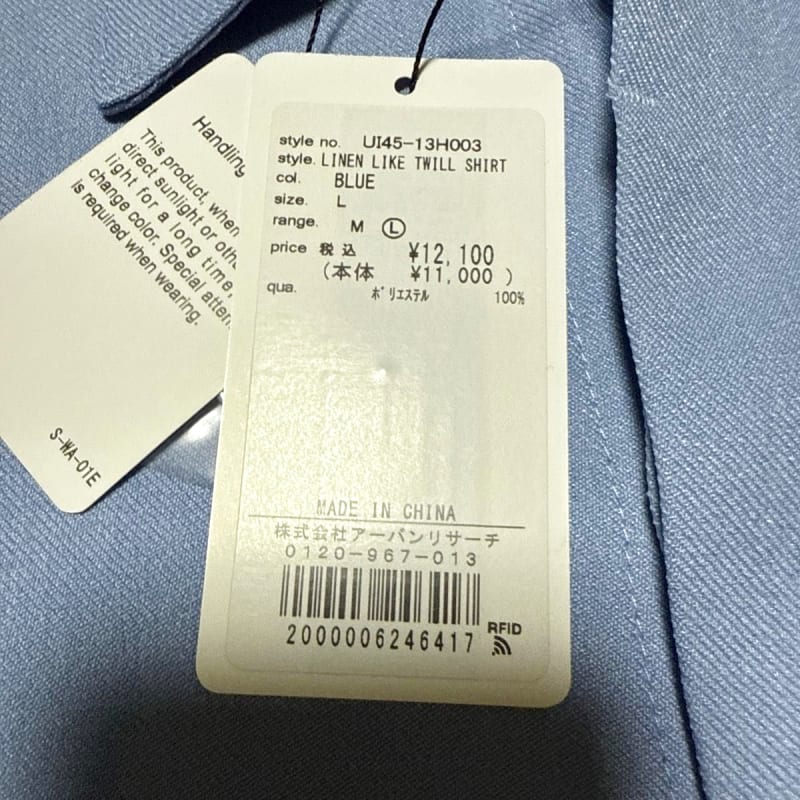 Handling
This product, when
direct sunlight or oth
light for a long time,
change color. Special atten
is required when wearing.
S-WA-01E
style no. UI45-13H003
style. LINEN LIKE TWILL SHIRT
col. BLUE
size. L
range. M Ⓛ
price 税込 ¥12,100
(本体 ¥11,000 )
qua. ﾎﾟﾘｴｽﾃﾙ 100%
MADE IN CHINA
株式会社アーバンリサーチ
0120-967-013
2000006246417
RFID